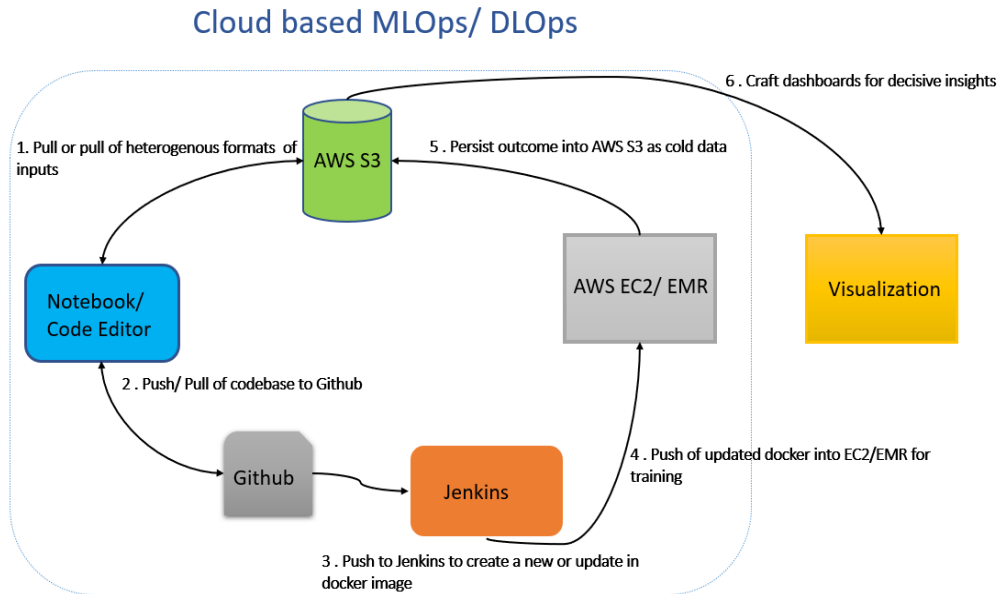 Cloud based MLOps/ DLOps
6 . Craft dashboards for decisive insights
1. Pull or pull of heterogenous formats of
inputs
AWS S3
5 . Persist outcome into AWS S3 as cold data
Notebook/
Code Editor
AWS EC2/ EMR
Visualization
2 . Push/ Pull of codebase to Github
Github
Jenkins
4 . Push of updated docker into EC2/EMR for
training
3 . Push to Jenkins to create a new or update in
docker image